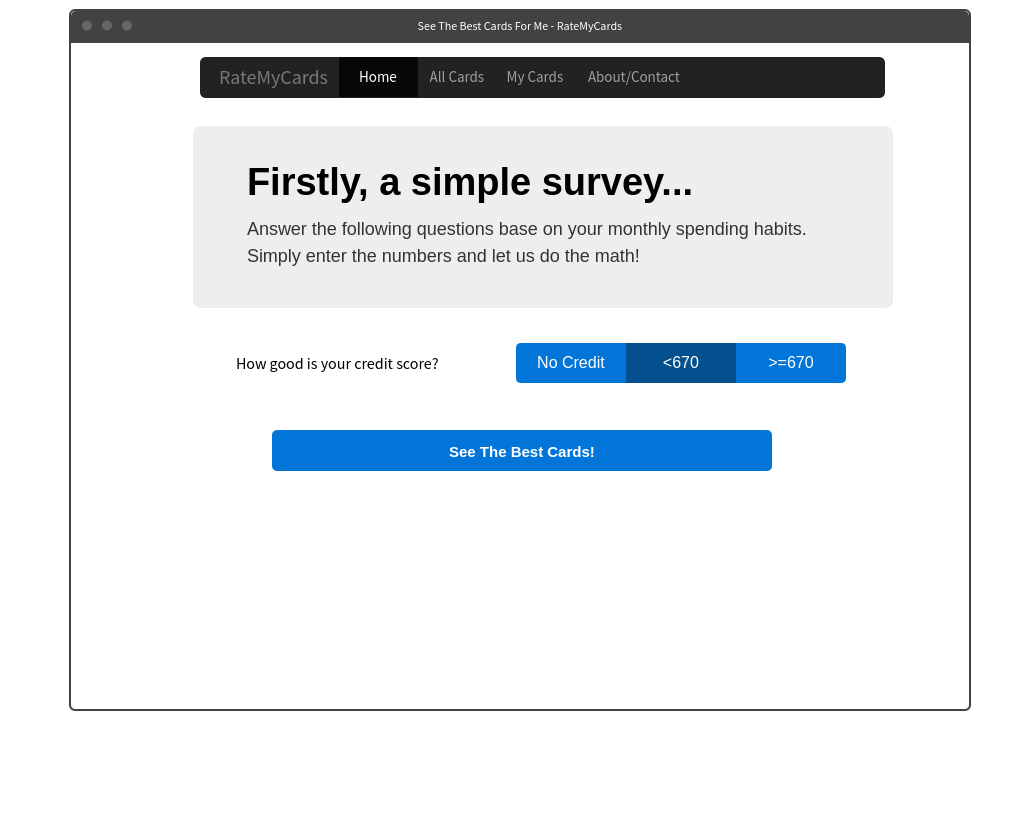 See The Best Cards For Me - RateMyCards
RateMyCards Home All Cards My Cards About/Contact
Firstly, a simple survey...
Answer the following questions base on your monthly spending habits.
Simply enter the numbers and let us do the math!
How good is your credit score? No Credit <670 >=670
See The Best Cards!